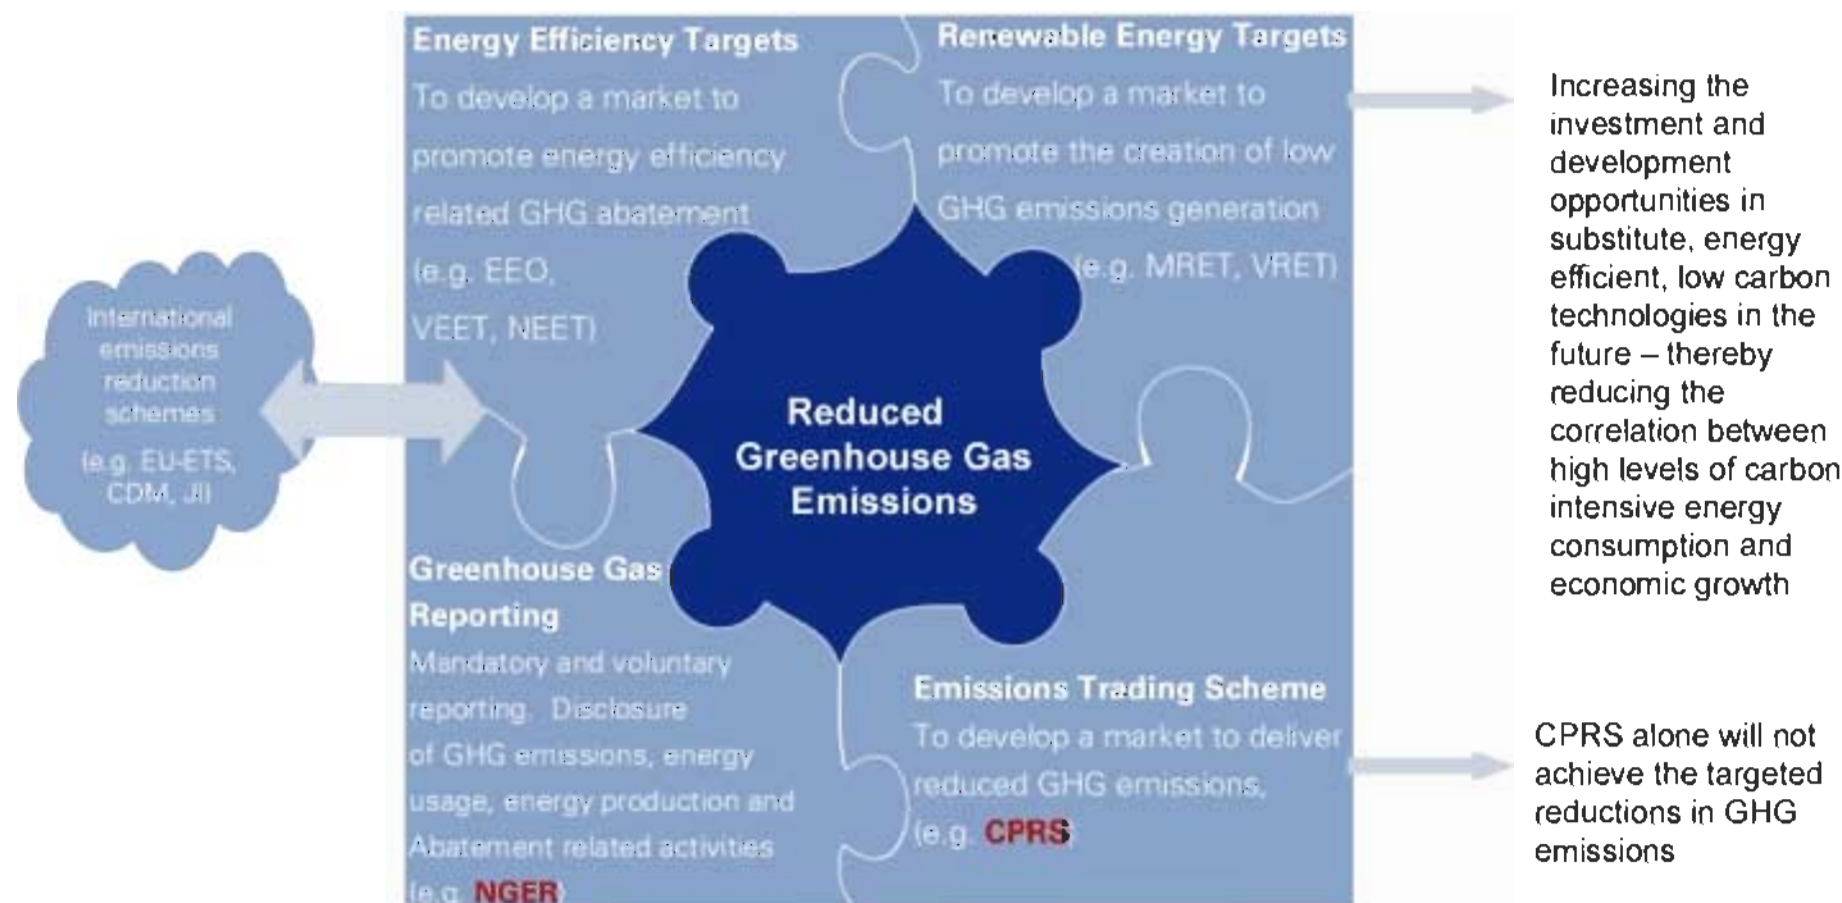 Energy Efficiency Targets
To develop a market to
promote energy efficiency
related GHG abatement
(e.g. EEO,
VEET, NEET)
Renewable Energy Targets
To develop a market to
promote the creation of low
GHG emissions generation
(e.g. MRET, VRET)
Increasing the
investment and
development
opportunities in
substitute, energy
efficient, low carbon
technologies in the
future – thereby
reducing the
correlation between
high levels of carbon
intensive energy
consumption and
economic growth
International
emissions
reduction
schemes
(e.g. EU-ETS,
CDM, JI)
Reduced
Greenhouse Gas
Emissions
Greenhouse Gas
Reporting
Mandatory and voluntary
reporting. Disclosure
of GHG emissions, energy
usage, energy production and
Abatement related activities
(e.g. NGER)
Emissions Trading Scheme
To develop a market to deliver
reduced GHG emissions,
(e.g. CPRS)
CPRS alone will not
achieve the targeted
reductions in GHG
emissions